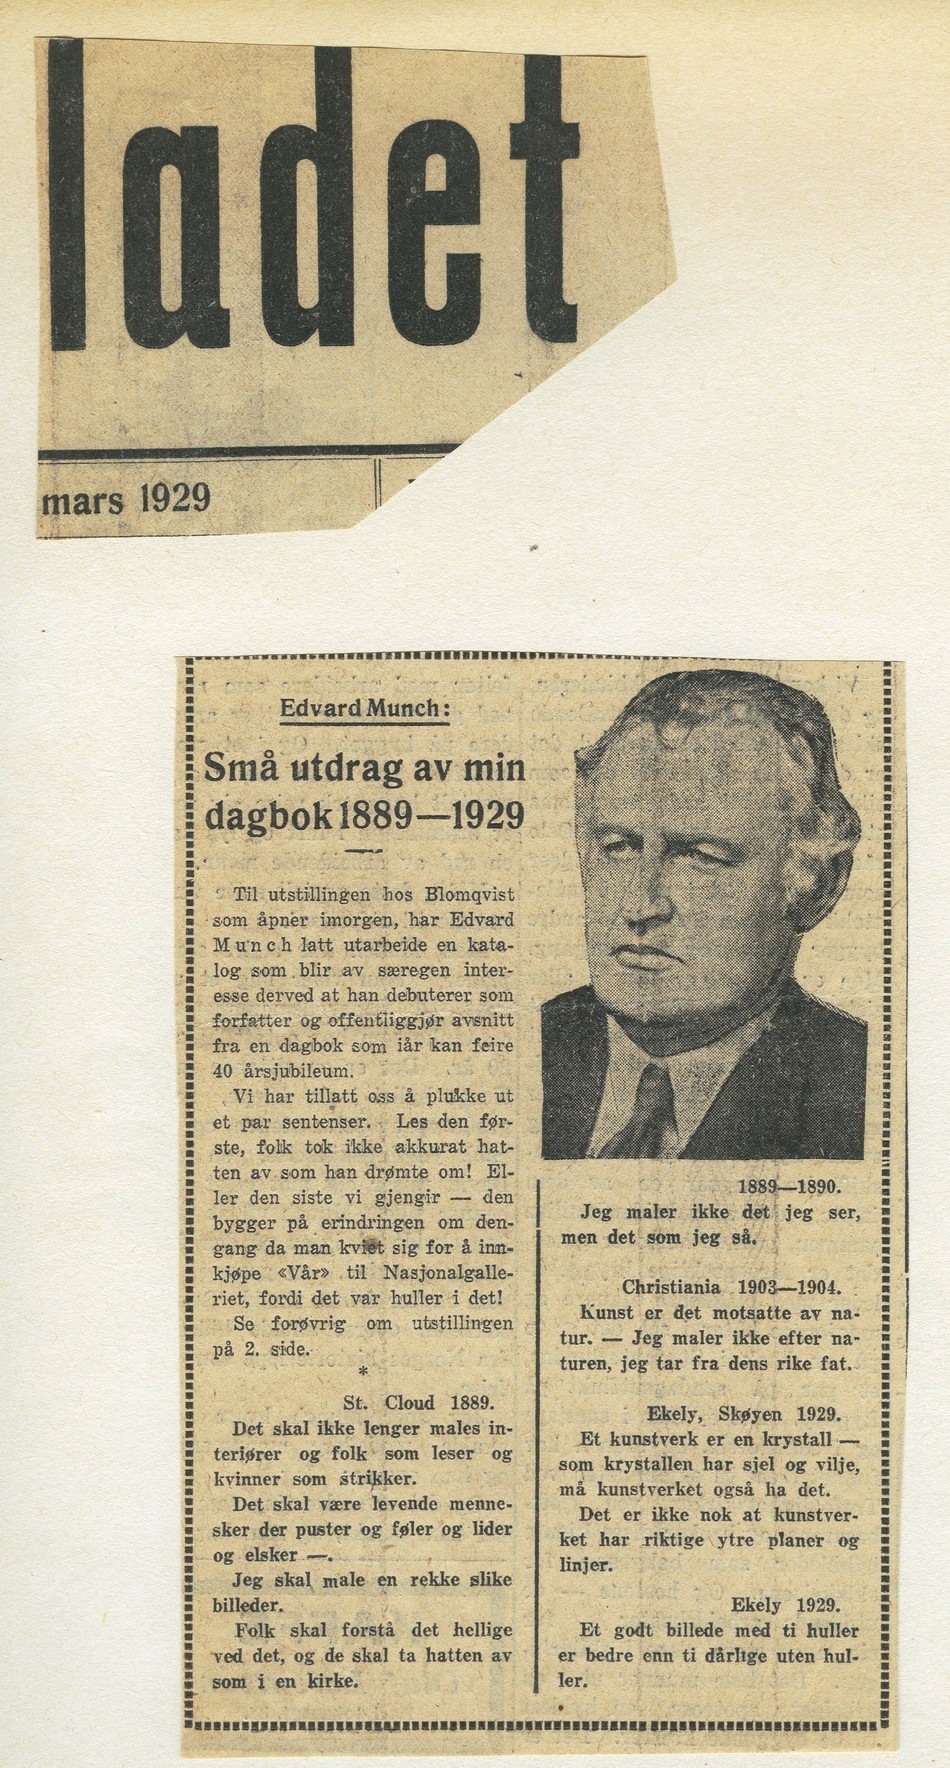 ladet
mars 1929
Edvard Munch:
Små utdrag av min
dagbok 1889—1929
Til utstillingen hos Blomqvist
som åpner imorgen, har Edvard
Munch latt utarbeide en kata-
log som blir av særegen inter-
esse derved at han debuterer som
forfatter og offentliggjør avsnitt
fra en dagbok som iår kan feire
40 årsjubileum.
Vi har tillatt oss å plukke ut
et par sentenser. Les den før-
ste, folk tok ikke akkurat hat-
ten av som han drømte om! El-
ler den siste vi gjengir — den
bygger på erindringen om den-
gang da man kviet sig for å inn-
kjøpe «Vår» til Nasjonalgalle-
riet, fordi det var huller i det!
Se forøvrig om utstillingen
på 2. side.
*
St. Cloud 1889.
Det skal ikke lenger males in-
teriører og folk som leser og
kvinner som strikker.
Det skal være levende menne-
sker der puster og føler og lider
og elsker —.
Jeg skal male en rekke slike
billeder.
Folk skal forstå det hellige
ved det, og de skal ta hatten av
som i en kirke.
1889—1890.
Jeg maler ikke det jeg ser,
men det som jeg så.
Christiania 1903—1904.
Kunst er det motsatte av na-
tur. — Jeg maler ikke efter na-
turen, jeg tar fra dens rike fat.
Ekely, Skøyen 1929.
Et kunstverk er en krystall —
som krystallen har sjel og vilje,
må kunstverket også ha det.
Det er ikke nok at kunstver-
ket har riktige ytre planer og
linjer.
Ekely 1929.
Et godt billede med ti huller
er bedre enn ti dårlige uten hul-
ler.